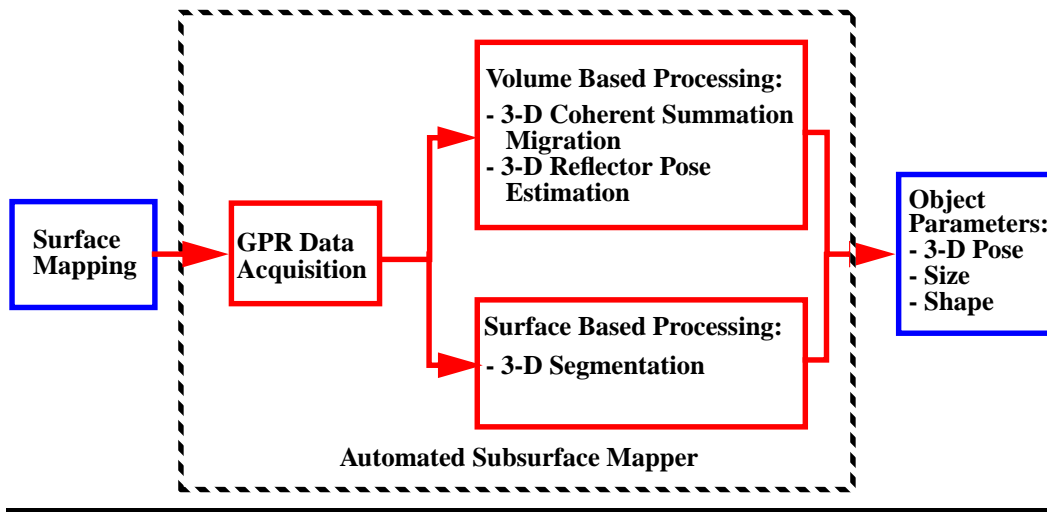 Surface
Mapping
GPR Data
Acquisition
Volume Based Processing:
- 3-D Coherent Summation
Migration
- 3-D Reflector Pose
Estimation
Surface Based Processing:
- 3-D Segmentation
Object
Parameters:
- 3-D Pose
- Size
- Shape
Automated Subsurface Mapper